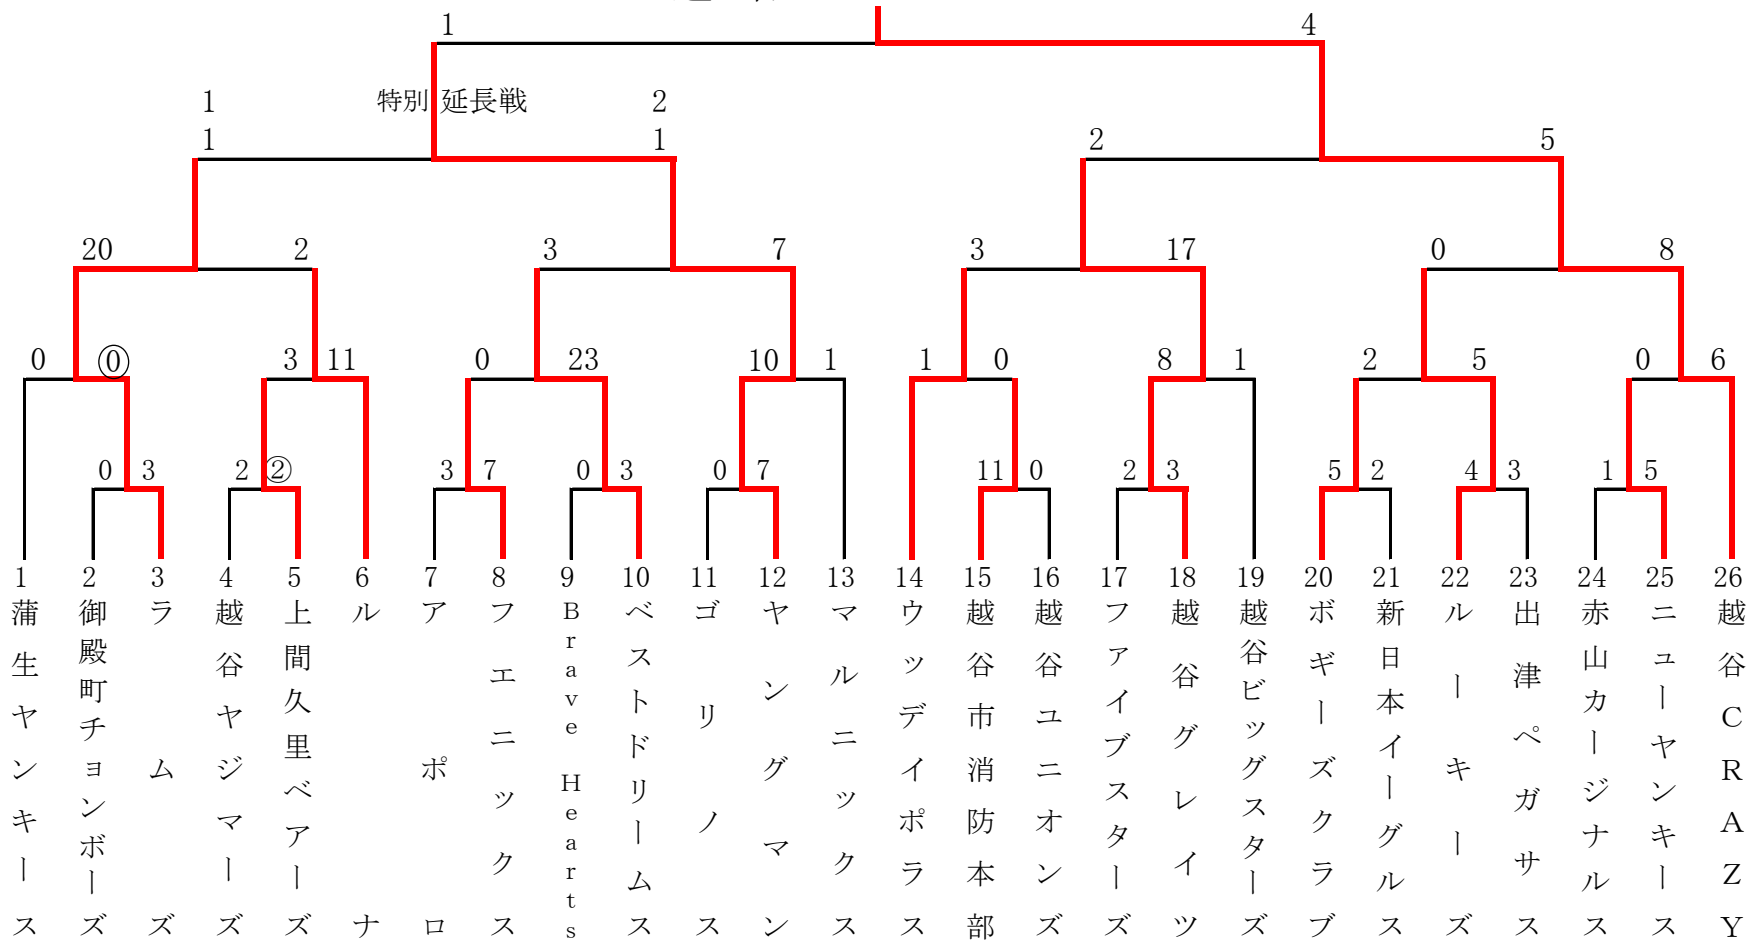 1 4
1 特別 延長戦 2
1 1 2 5
20 2 3 7 3 17 0 8
0 ⓪ 3 11 0 23 10 1 1 0 8 1 2 5 0 6
0 3 2 ② 3 7 0 3 0 7 11 0 2 3 5 2 4 3 1 5
1 2 3 4 5 6 7 8 9 10 11 12 13 14 15 16 17 18 19 20 21 22 23 24 25 26
蒲生ヤンキース
御殿町チョンボーズ
ラムズ
越谷ヤジマーズ
上間久里ベアーズ
ルナ
アポロ
フエニックス
Brave Hearts
ベストドリームス
ゴリノス
ヤングマン
マルニックス
ウッデイポラス
越谷市消防本部
越谷ユニオンズ
ファイブスターズ
越谷グレイツ
越谷ビッグスターズ
ボギーズクラブ
新日本イーグルス
ルーキーズ
出津ペガサス
赤山カージナルス
ニューヤンキース
越谷CRAZY